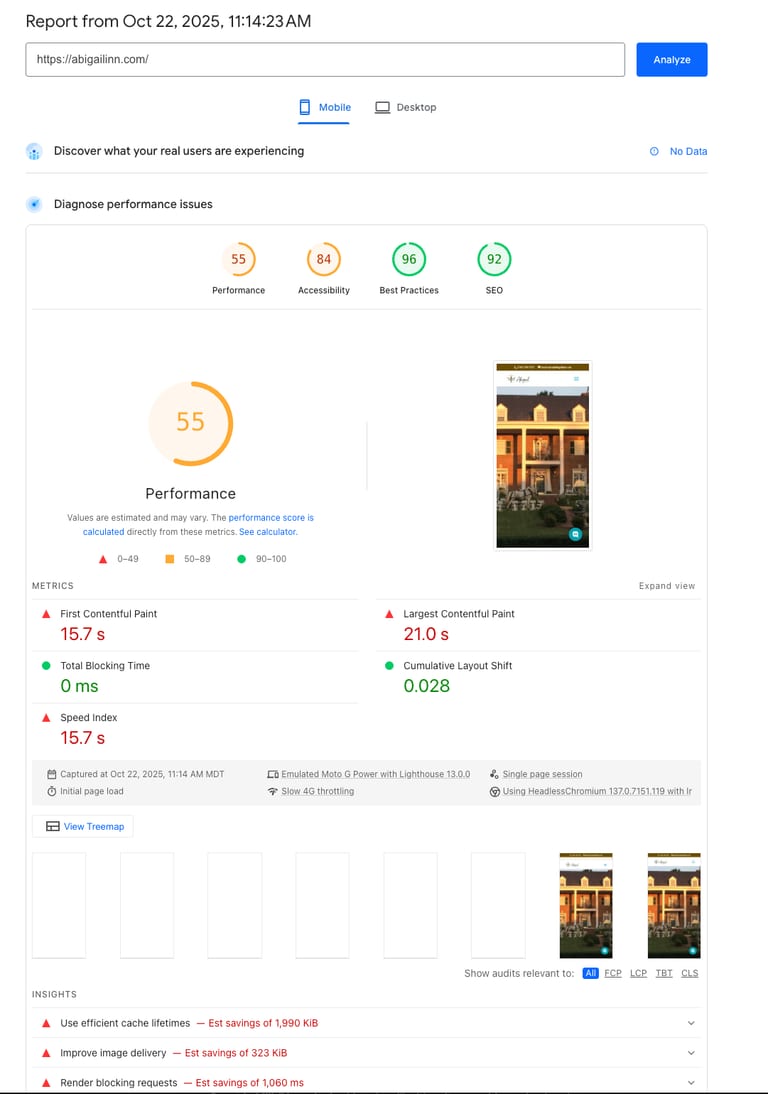 Report from Oct 22, 2025, 11:14:23 AM
https://abigailinn.com/
Analyze
Mobile
Desktop
Discover what your real users are experiencing
No Data
Diagnose performance issues
55
84
96
92
Performance
Accessibility
Best Practices
SEO
55
Performance
Values are estimated and may vary. The performance score is
calculated directly from these metrics. See calculator.
0–49
50–89
90–100
METRICS
Expand view
First Contentful Paint
15.7 s
Largest Contentful Paint
21.0 s
Total Blocking Time
0 ms
Cumulative Layout Shift
0.028
Speed Index
15.7 s
Captured at Oct 22, 2025, 11:14 AM MDT
Emulated Moto G Power with Lighthouse 13.0.0
Single page session
Initial page load
Slow 4G throttling
Using HeadlessChromium 137.0.7151.119 with lr
View Treemap
Show audits relevant to: All FCP LCP TBT CLS
INSIGHTS
Use efficient cache lifetimes — Est savings of 1,990 KiB
Improve image delivery — Est savings of 323 KiB
Render blocking requests — Est savings of 1,060 ms